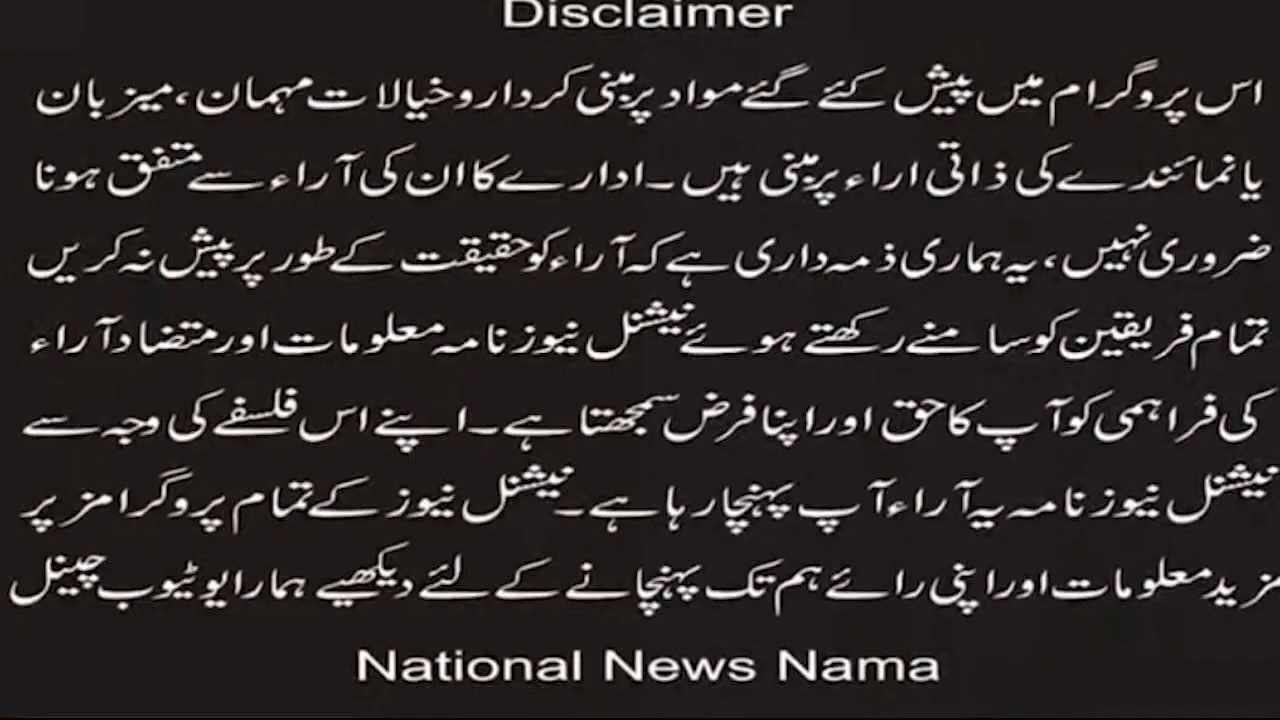 Disclaimer
اس پروگرام میں پیش کئے گئے مواد پر مبنی کردار و خیالات مہمان، میزبان
یا نمائندے کی ذاتی اراء پر مبنی ہیں ۔ ادارے کا ان کی آراء سے متفق ہونا
ضروری نہیں، یہ ہماری ذمہ داری ہے کہ آراء کو حقیقت کے طور پر پیش نہ کریں
تمام فریقین کو سامنے رکھتے ہوئے نیشنل نیوز نامہ معلومات اور متضاد آراء
کی فراہمی کو آپ کا حق اور اپنا فرض سمجھتا ہے ۔ اپنے اس فلسفے کی وجہ سے
نیشنل نیوز نامہ یہ آراء آپ پہنچا رہا ہے ۔ نیشنل نیوز کے تمام پروگرامز پر
مزید معلومات اور اپنی رائے ہم تک پہنچانے کے لئے دیکھیے ہمارا یوٹیوب چینل
National News Nama